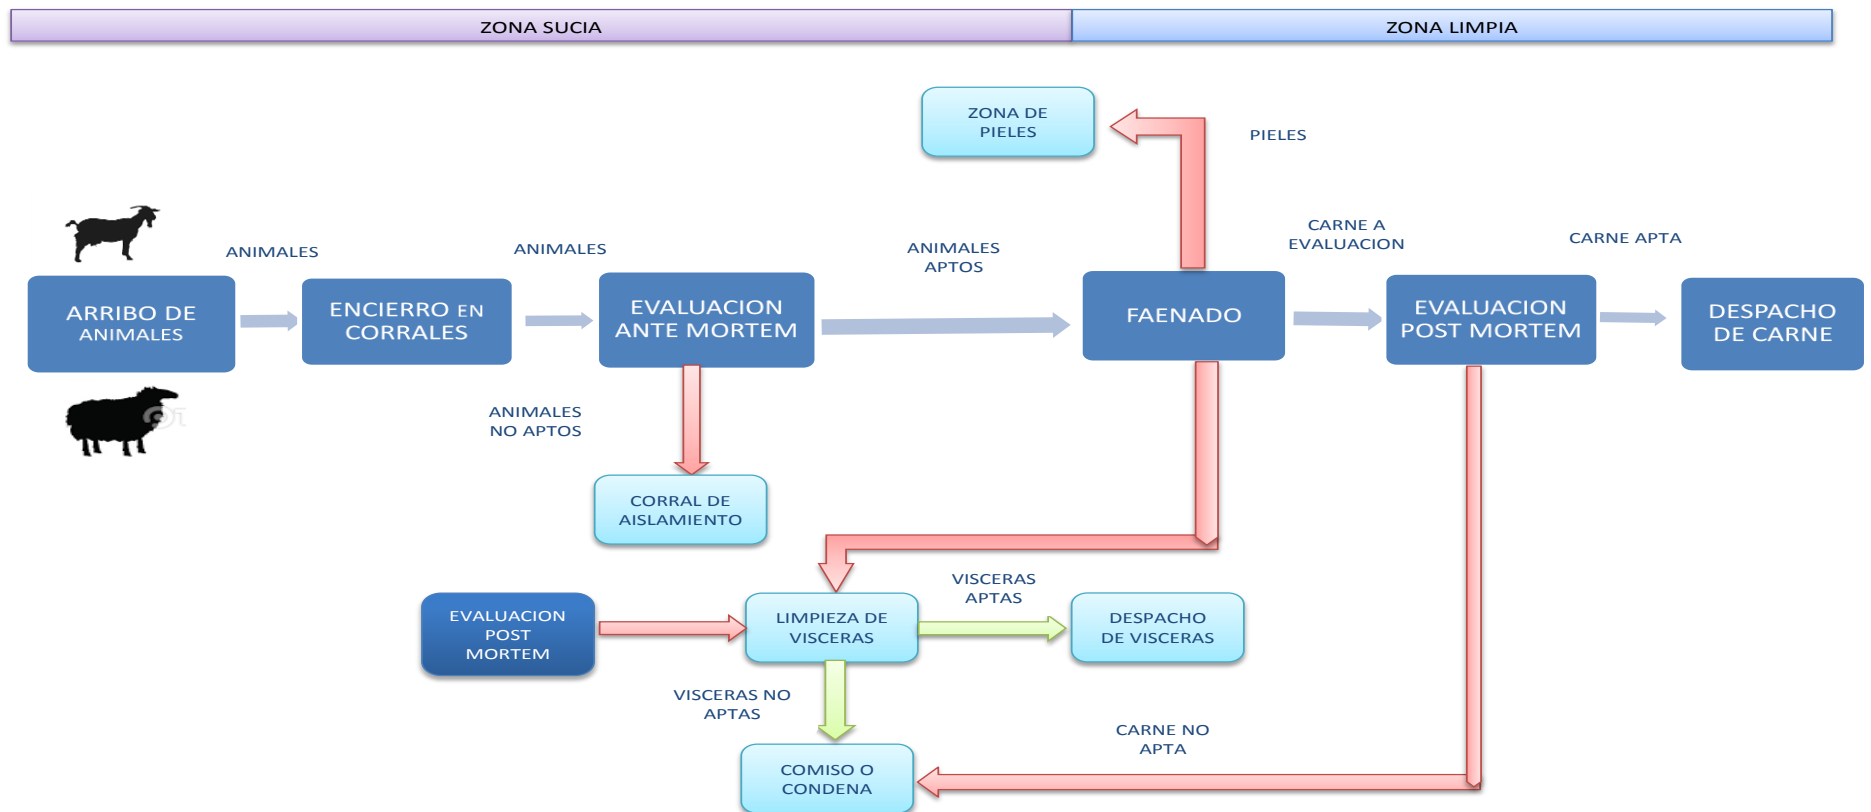 ZONA SUCIA
ZONA LIMPIA
ZONA DE
PIELES
PIELES
ANIMALES
ANIMALES
ANIMALES
APTOS
CARNE A
EVALUACION
CARNE APTA
ARRIBO DE
ANIMALES
ENCIERRO EN
CORRALES
EVALUACION
ANTE MORTEM
FAENADO
EVALUACION
POST MORTEM
DESPACHO
DE CARNE
ANIMALES
NO APTOS
CORRAL DE
AISLAMIENTO
EVALUACION
POST
MORTEM
LIMPIEZA DE
VISCERAS
VISCERAS
APTAS
DESPACHO
DE VISCERAS
VISCERAS NO
APTAS
CARNE NO
APTA
COMISO O
CONDENA